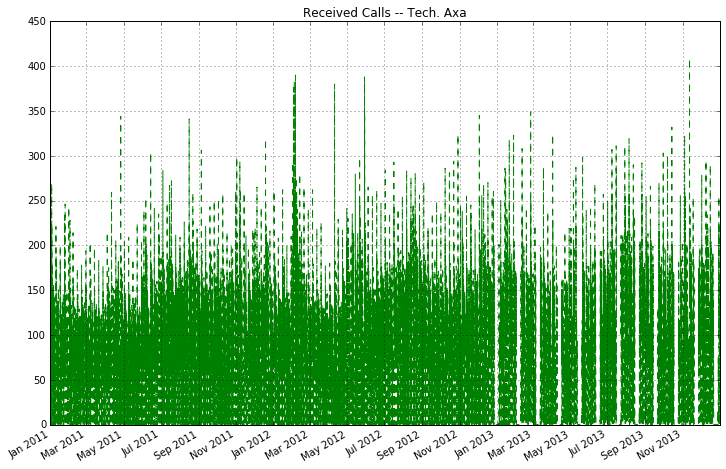 Received Calls -- Tech. Axa
450
400
350
300
250
200
150
100
50
0
Jan 2011
Mar 2011
May 2011
Jul 2011
Sep 2011
Nov 2011
Jan 2012
Mar 2012
May 2012
Jul 2012
Sep 2012
Nov 2012
Jan 2013
Mar 2013
May 2013
Jul 2013
Sep 2013
Nov 2013